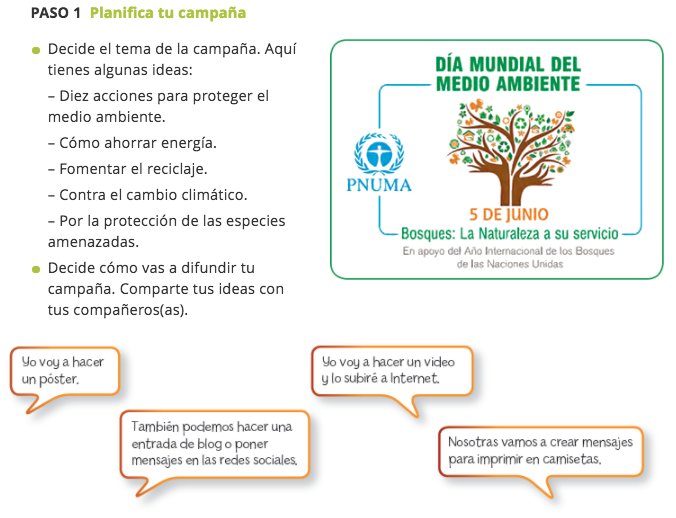 PASO 1 Planifica tu campaña
Decide el tema de la campaña. Aquí
tienes algunas ideas:
– Diez acciones para proteger el
medio ambiente.
– Cómo ahorrar energía.
– Fomentar el reciclaje.
– Contra el cambio climático.
– Por la protección de las especies
amenazadas.
Decide cómo vas a difundir tu
campaña. Comparte tus ideas con
tus compañeros(as).
DÍA MUNDIAL DEL
MEDIO AMBIENTE
PNUMA
5 DE JUNIO
Bosques: La Naturaleza a su servicio
En apoyo del Año Internacional de los Bosques
de las Naciones Unidas
Yo voy a hacer
un póster.
También podemos hacer una
entrada de blog o poner
mensajes en las redes sociales.
Yo voy a hacer un video
y lo subiré a Internet.
Nosotras vamos a crear mensajes
para imprimir en camisetas.